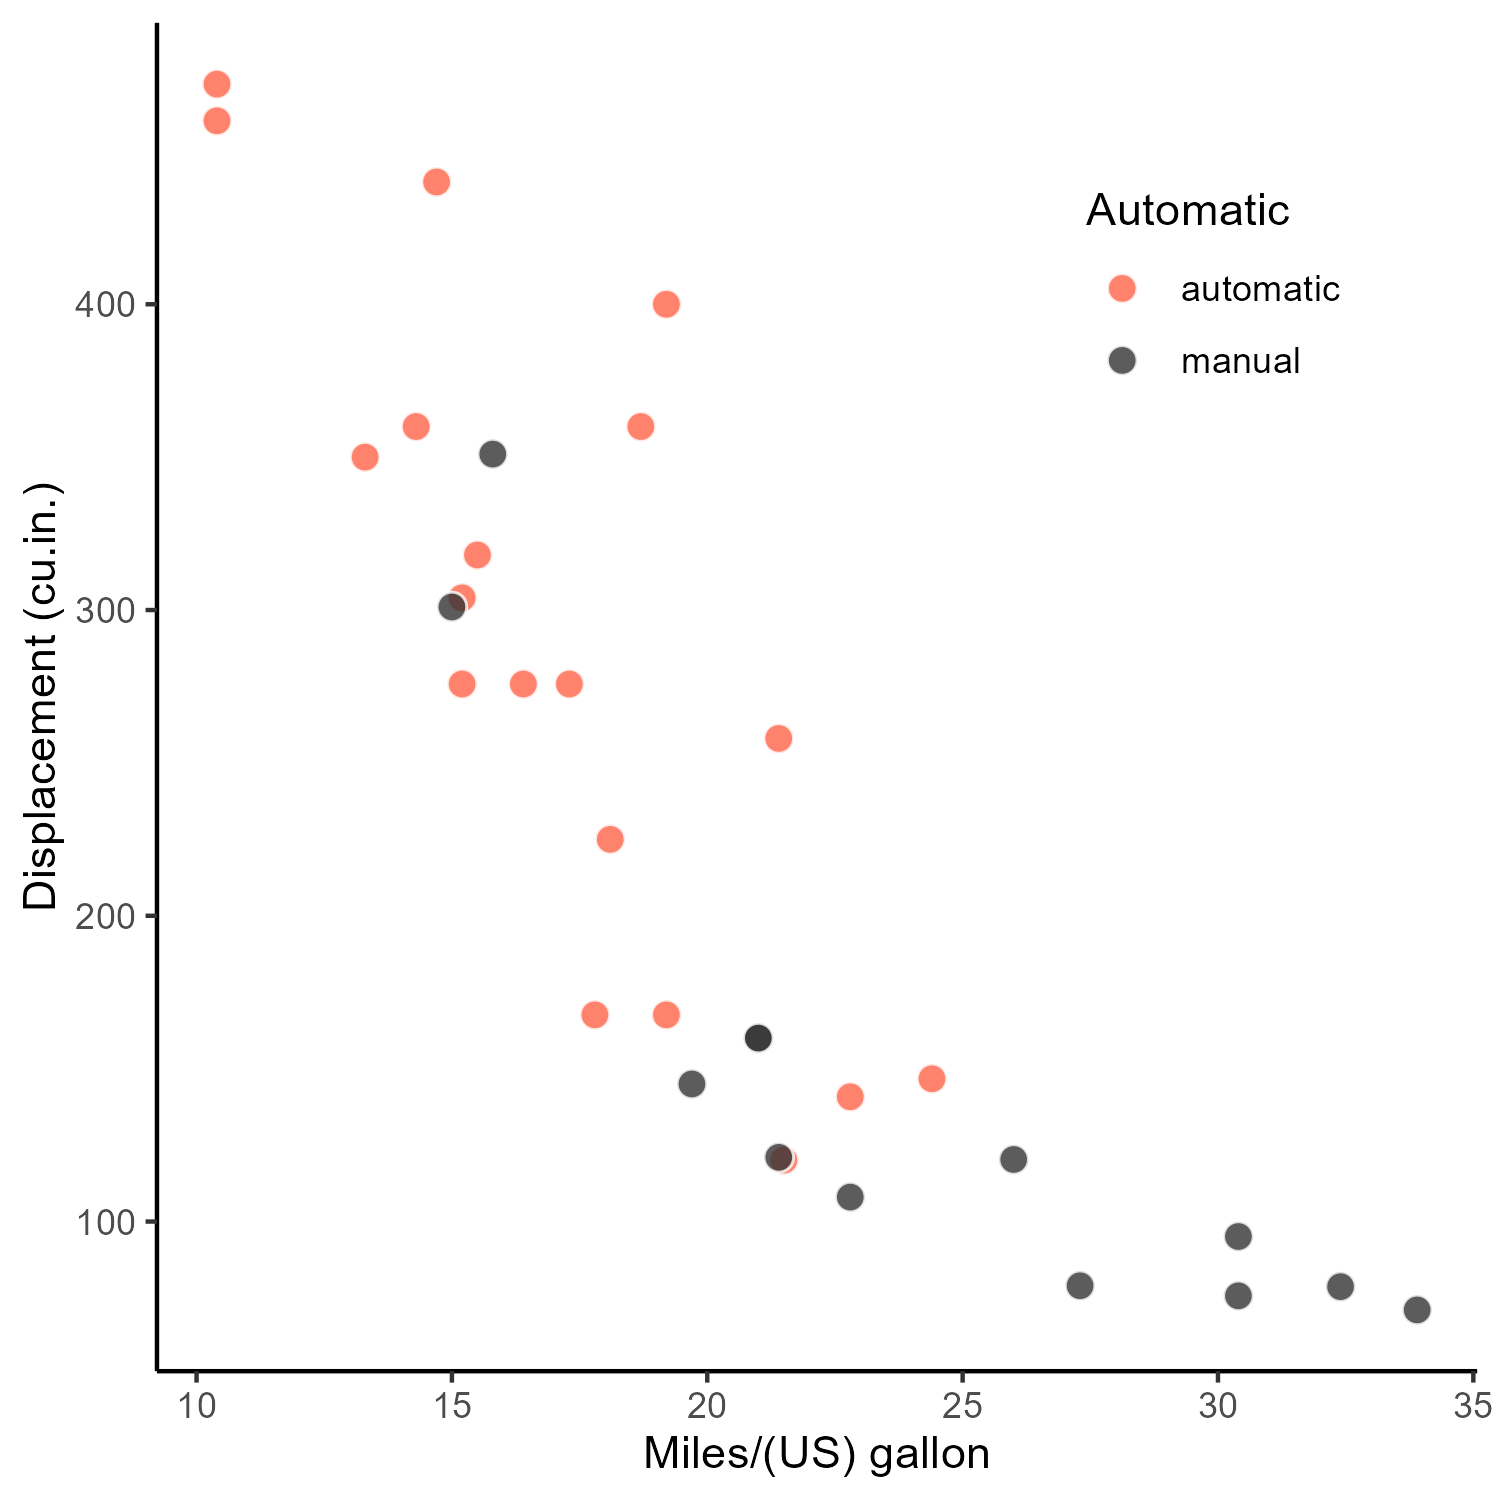 Automatic
automatic
manual
Displacement (cu.in.)
400
300
200
100
10 15 20 25 30 35
Miles/(US) gallon